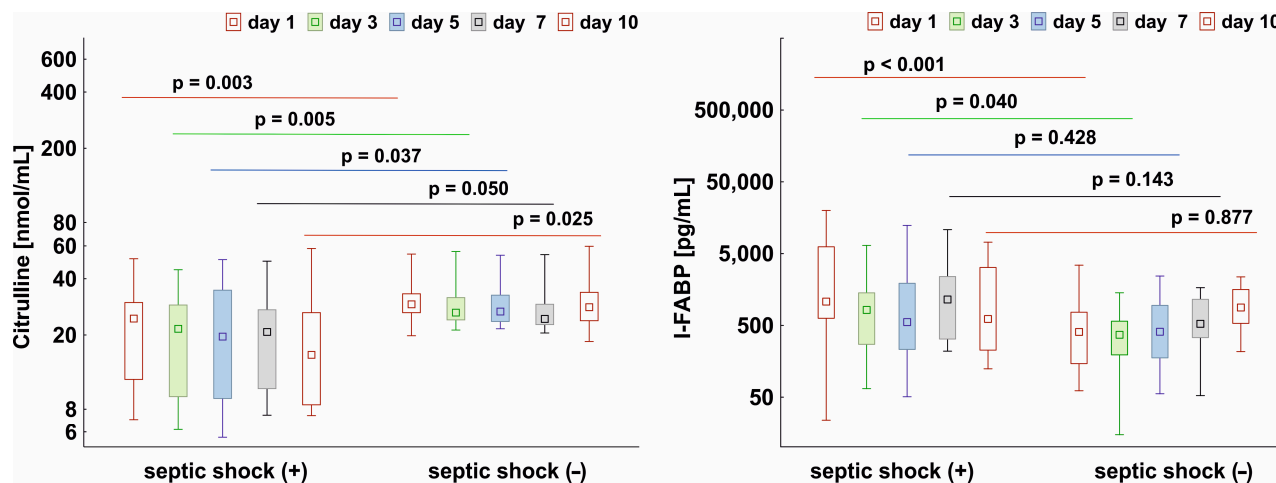 day 1 day 3 day 5 day 7 day 10
Citrulline [nmol/mL]
600
400
200
80
60
40
20
8
6
p = 0.003
p = 0.005
p = 0.037
p = 0.050
p = 0.025
septic shock (+) septic shock (–)
day 1 day 3 day 5 day 7 day 10
I-FABP [pg/mL]
500,000
50,000
5,000
500
50
p < 0.001
p = 0.040
p = 0.428
p = 0.143
p = 0.877
septic shock (+) septic shock (–)